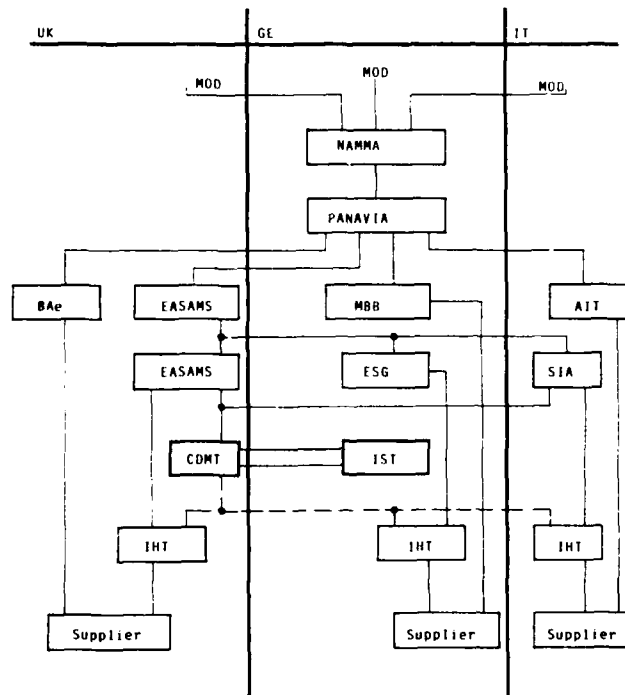 UK GE IT
MOD MOD MOD
NAMMA
PANAVIA
BAe EASAMS MBB AIT
EASAMS ESG SIA
CDMT IST
IHT IHT IHT
Supplier Supplier Supplier